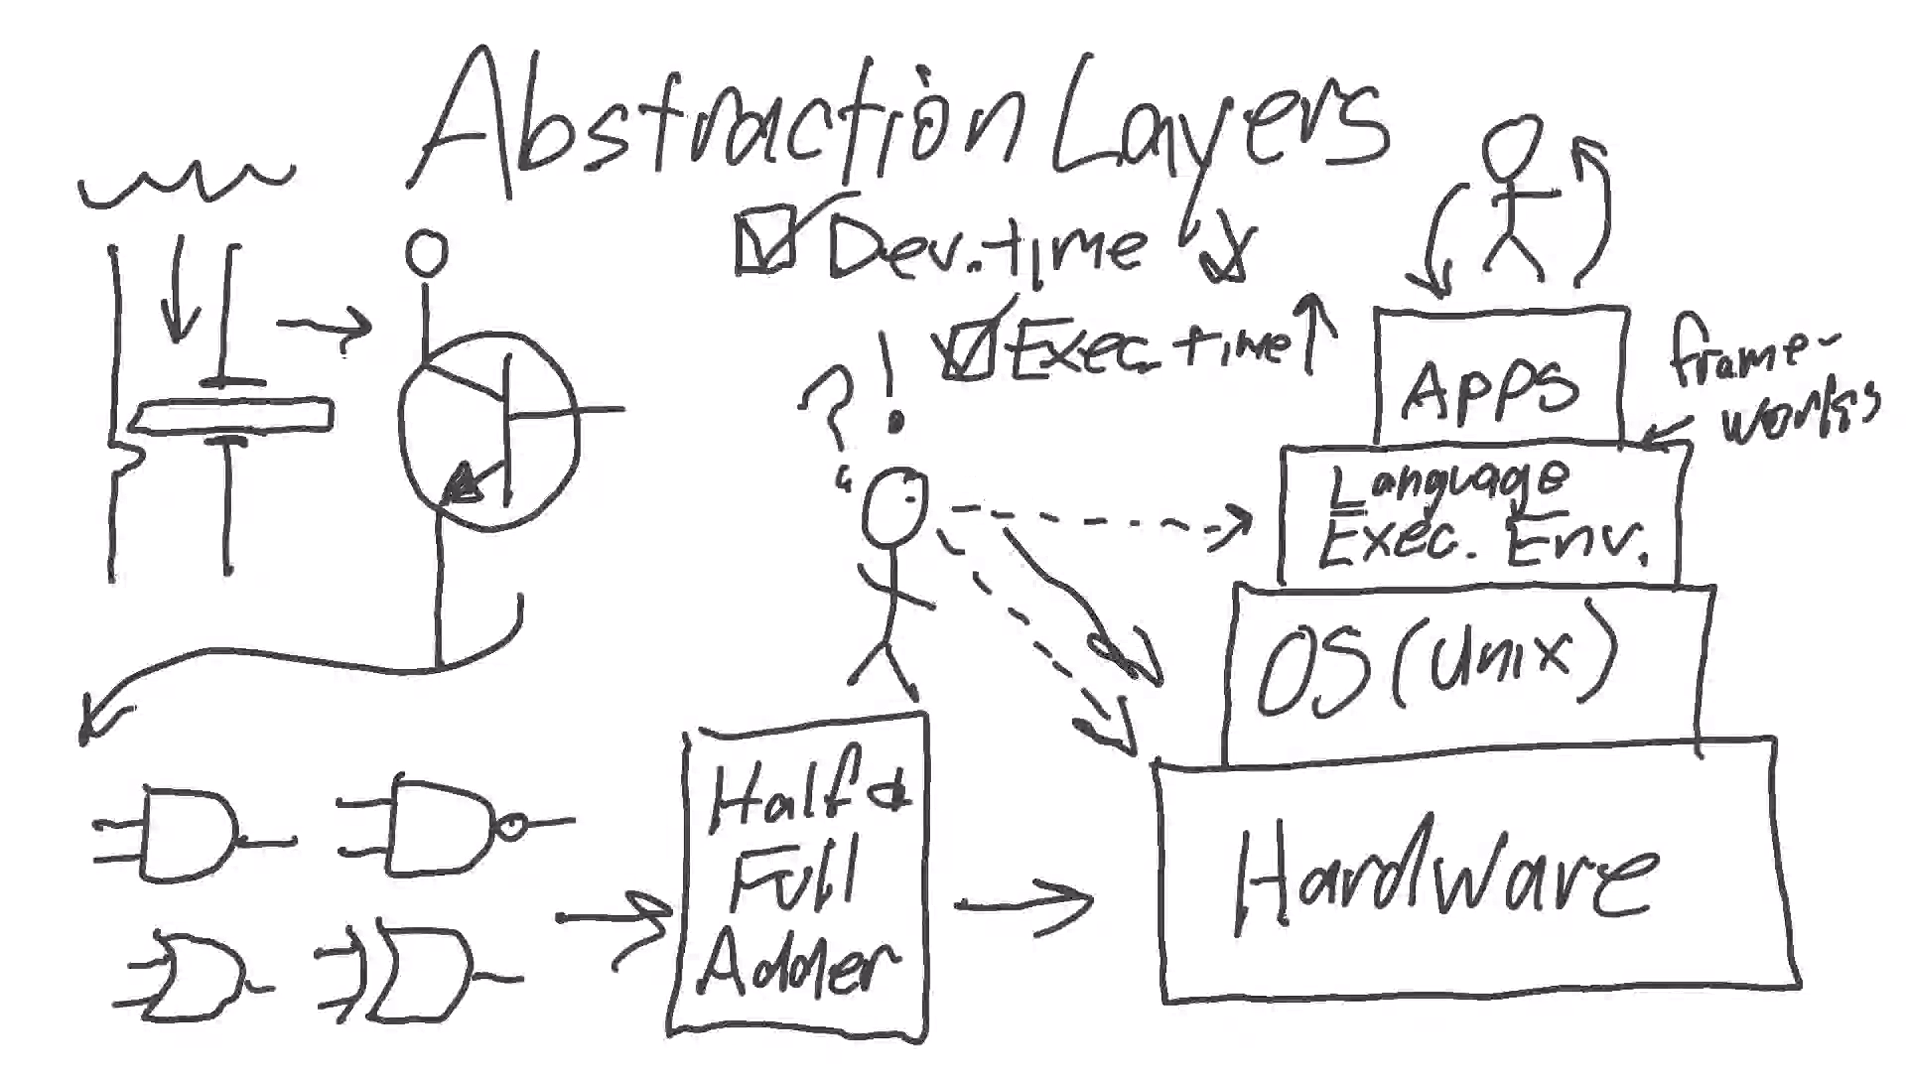 Abstraction Layers
Dev. time
Exec. time
?!
APPS
frame-
works
Language
Exec. Env.
OS (Unix)
Half &
Full
Adder
Hardware